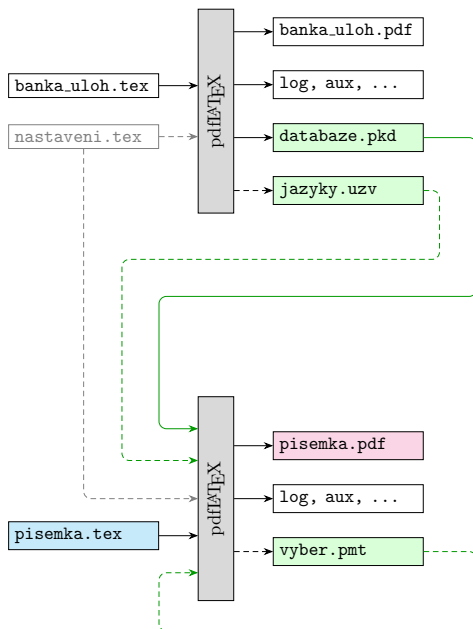 banka_uloh.pdf
banka_uloh.tex
log, aux, ...
pdfLATEX
nastaveni.tex
databaze.pkd
jazyky.uzv
pisemka.pdf
pdfLATEX
log, aux, ...
pisemka.tex
vyber.pmt